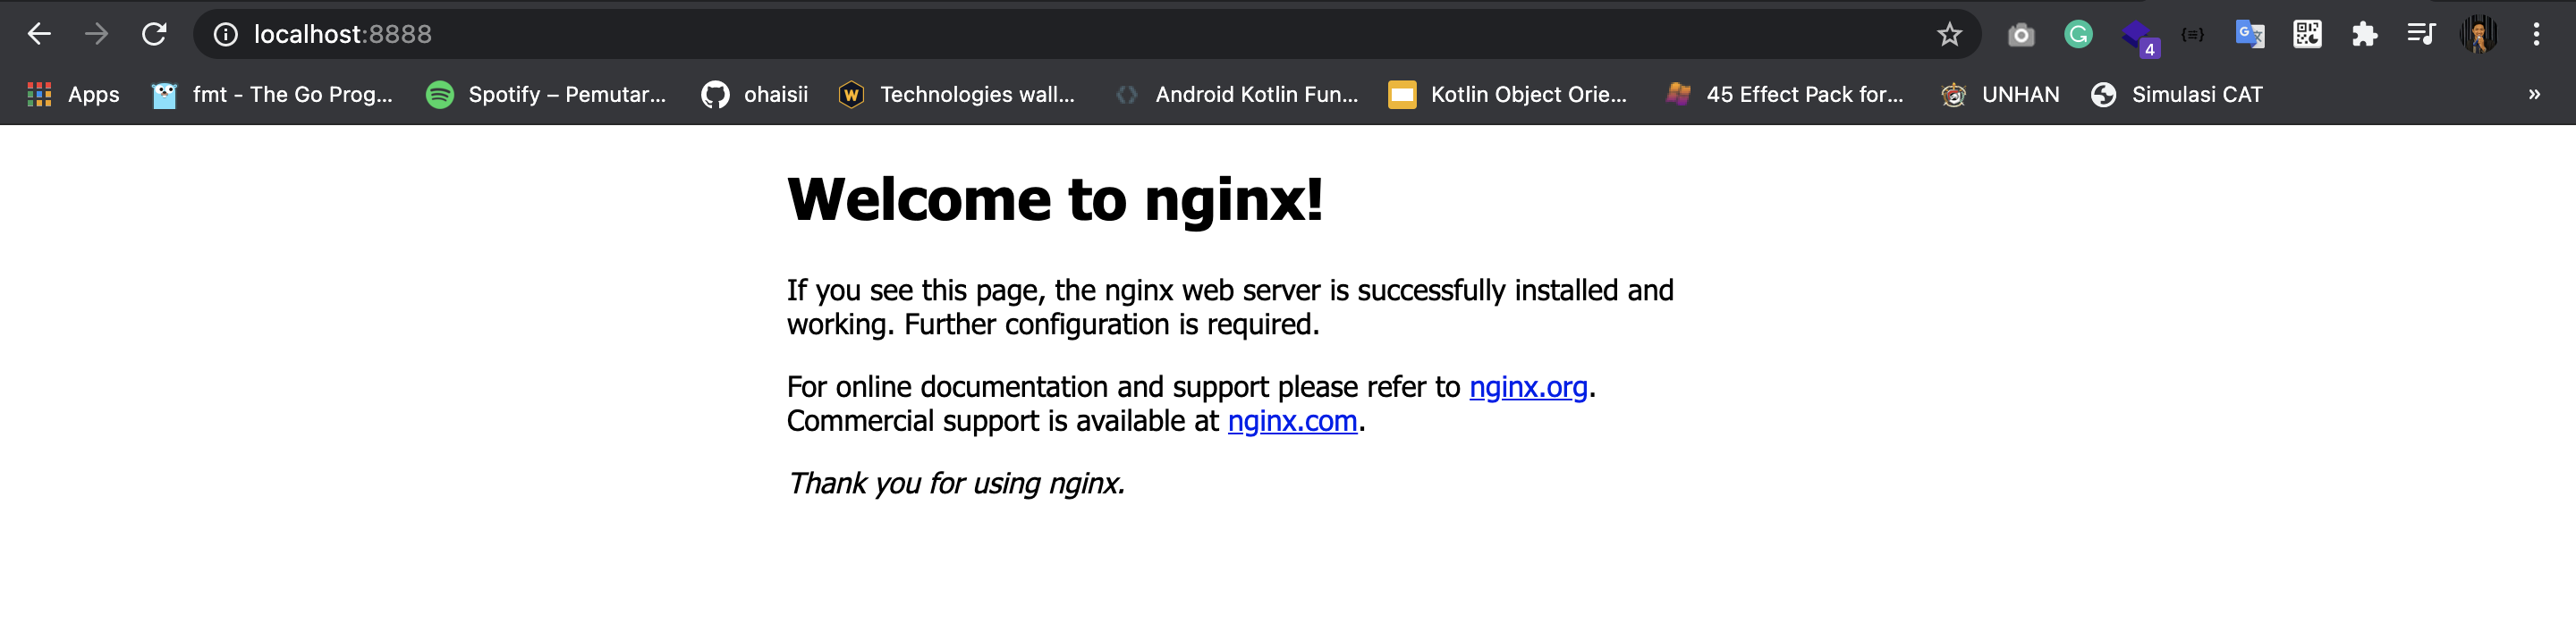 localhost:8888
4
Apps fmt - The Go Prog... Spotify – Pemutar... ohaisii W Technologies wall... Android Kotlin Fun... Kotlin Object Orie... 45 Effect Pack for... UNHAN Simulasi CAT »
Welcome to nginx!
If you see this page, the nginx web server is successfully installed and
working. Further configuration is required.
For online documentation and support please refer to nginx.org.
Commercial support is available at nginx.com.
Thank you for using nginx.